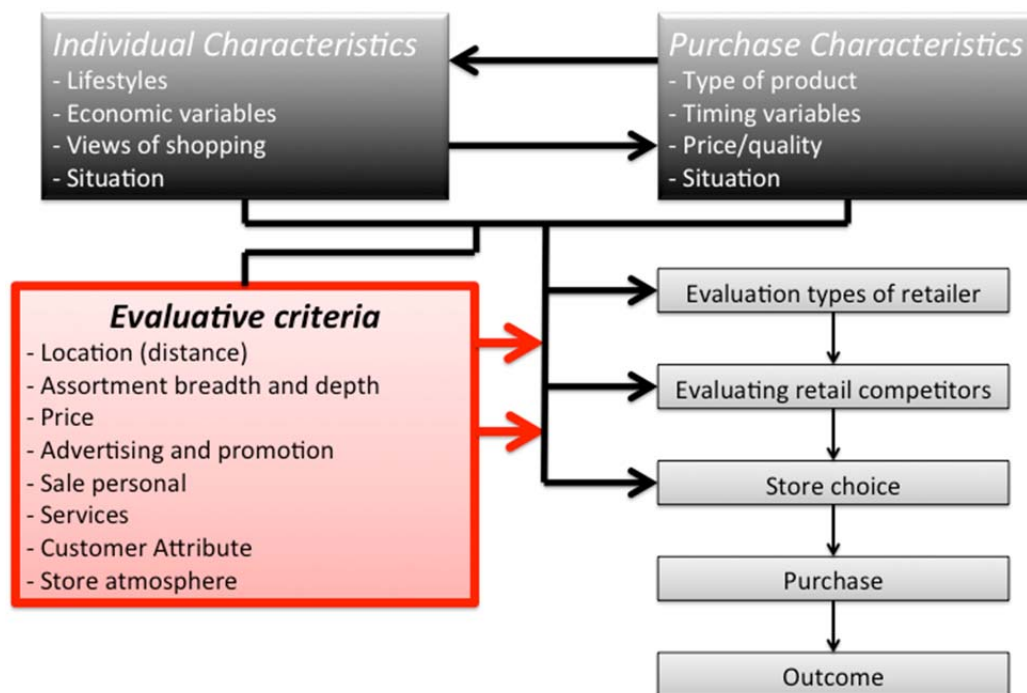 Individual Characteristics
- Lifestyles
- Economic variables
- Views of shopping
- Situation
Purchase Characteristics
- Type of product
- Timing variables
- Price/quality
- Situation
Evaluative criteria
- Location (distance)
- Assortment breadth and depth
- Price
- Advertising and promotion
- Sale personal
- Services
- Customer Attribute
- Store atmosphere
Evaluation types of retailer
Evaluating retail competitors
Store choice
Purchase
Outcome